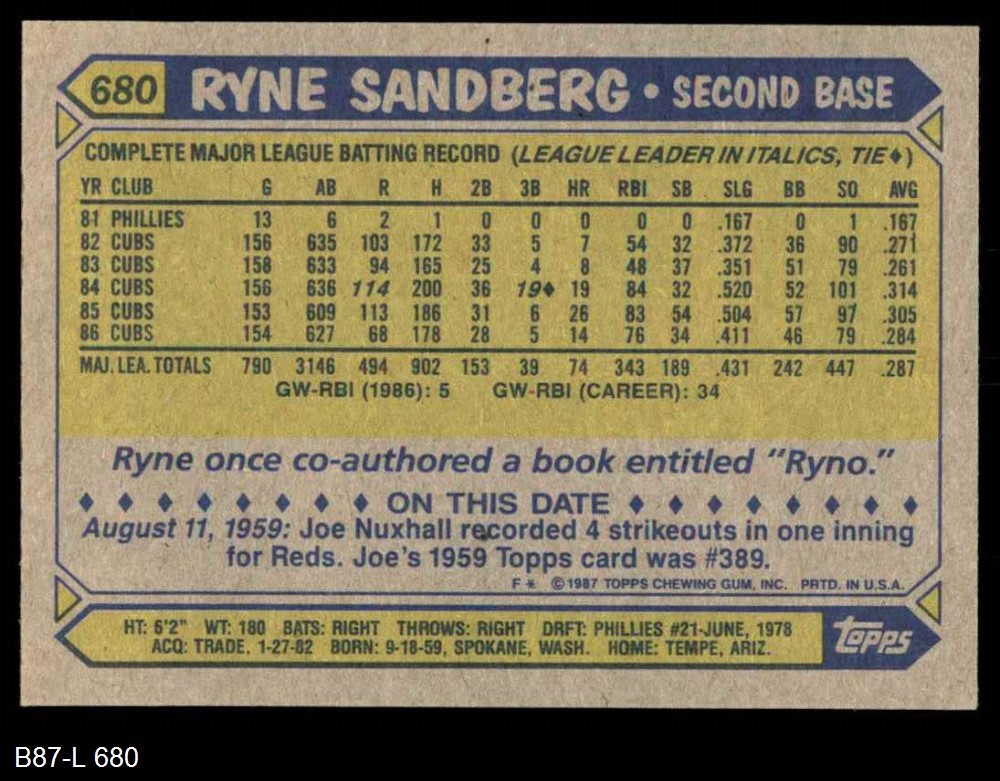 680 RYNE SANDBERG • SECOND BASE
COMPLETE MAJOR LEAGUE BATTING RECORD (LEAGUE LEADER IN ITALICS, TIE♦)
YR CLUB G AB R H 2B 3B HR RBI SB SLG BB SO AVG
81 PHILLIES 13 6 2 1 0 0 0 0 0 .167 0 1 .167
82 CUBS 156 635 103 172 33 5 7 54 32 .372 36 90 .271
83 CUBS 158 633 94 165 25 4 8 48 37 .351 51 79 .261
84 CUBS 156 636 114 200 36 19♦ 19 84 32 .520 52 101 .314
85 CUBS 153 609 113 186 31 6 26 83 54 .504 57 97 .305
86 CUBS 154 627 68 178 28 5 14 76 34 .411 46 79 .284
MAJ. LEA. TOTALS 790 3146 494 902 153 39 74 343 189 .431 242 447 .287
GW-RBI (1986): 5 GW-RBI (CAREER): 34
Ryne once co-authored a book entitled "Ryno."
♦ ♦ ♦ ♦ ♦ ♦ ♦ ♦ ON THIS DATE ♦ ♦ ♦ ♦ ♦ ♦ ♦ ♦
August 11, 1959: Joe Nuxhall recorded 4 strikeouts in one inning
for Reds. Joe's 1959 Topps card was #389.
F * © 1987 TOPPS CHEWING GUM, INC. PRTD. IN U.S.A.
HT: 6'2" WT: 180 BATS: RIGHT THROWS: RIGHT DRFT: PHILLIES #21-JUNE, 1978
ACQ: TRADE, 1-27-82 BORN: 9-18-59, SPOKANE, WASH. HOME: TEMPE, ARIZ.
topps
B87-L 680